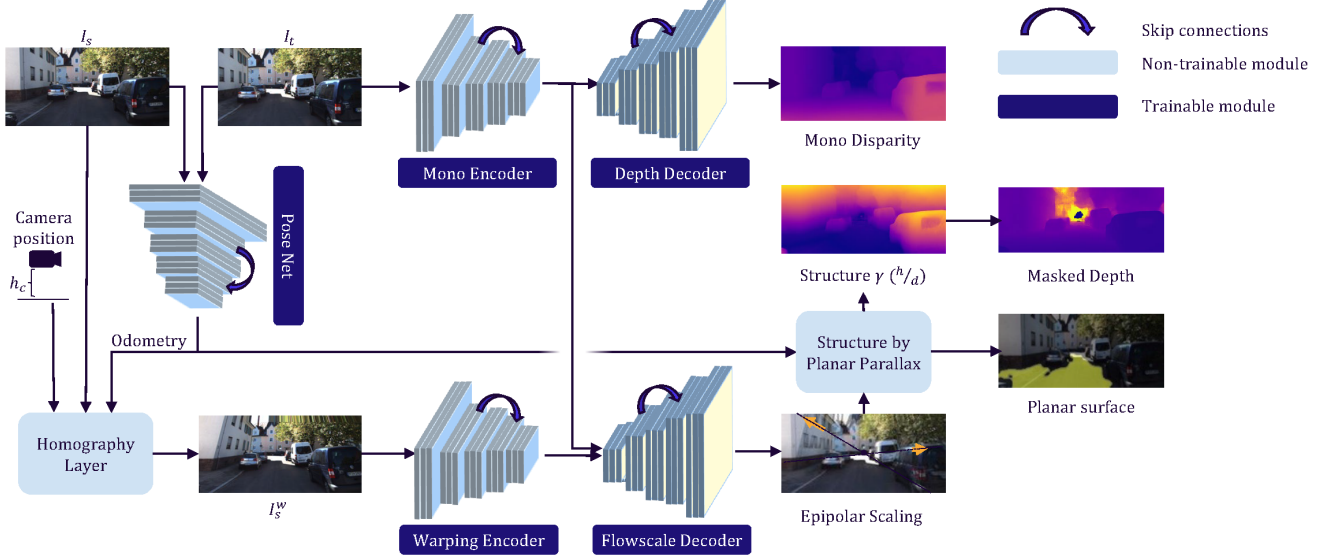 I_s
I_t
Skip connections
Non-trainable module
Trainable module
Mono Disparity
Mono Encoder
Depth Decoder
Pose Net
Camera
position
h_c
Structure γ (h/d)
Masked Depth
Odometry
Structure by
Planar Parallax
Planar surface
Homography
Layer
I_s^w
Epipolar Scaling
Warping Encoder
Flowscale Decoder